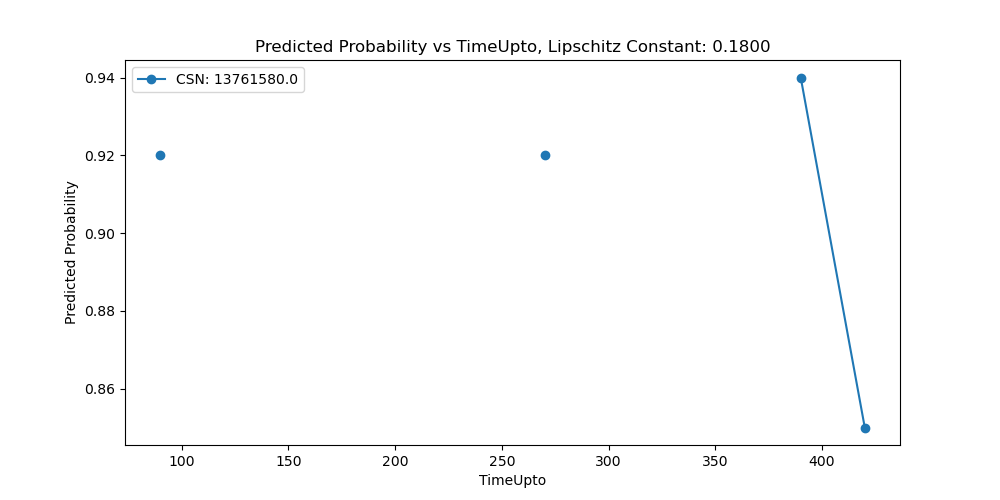 Predicted Probability vs TimeUpto, Lipschitz Constant: 0.1800
CSN: 13761580.0
Predicted Probability
0.94
0.92
0.90
0.88
0.86
100 150 200 250 300 350 400
TimeUpto